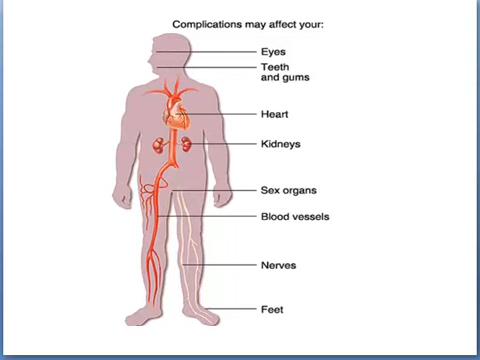 Complications may affect your:
Eyes
Teeth
and gums
Heart
Kidneys
Sex organs
Blood vessels
Nerves
Feet